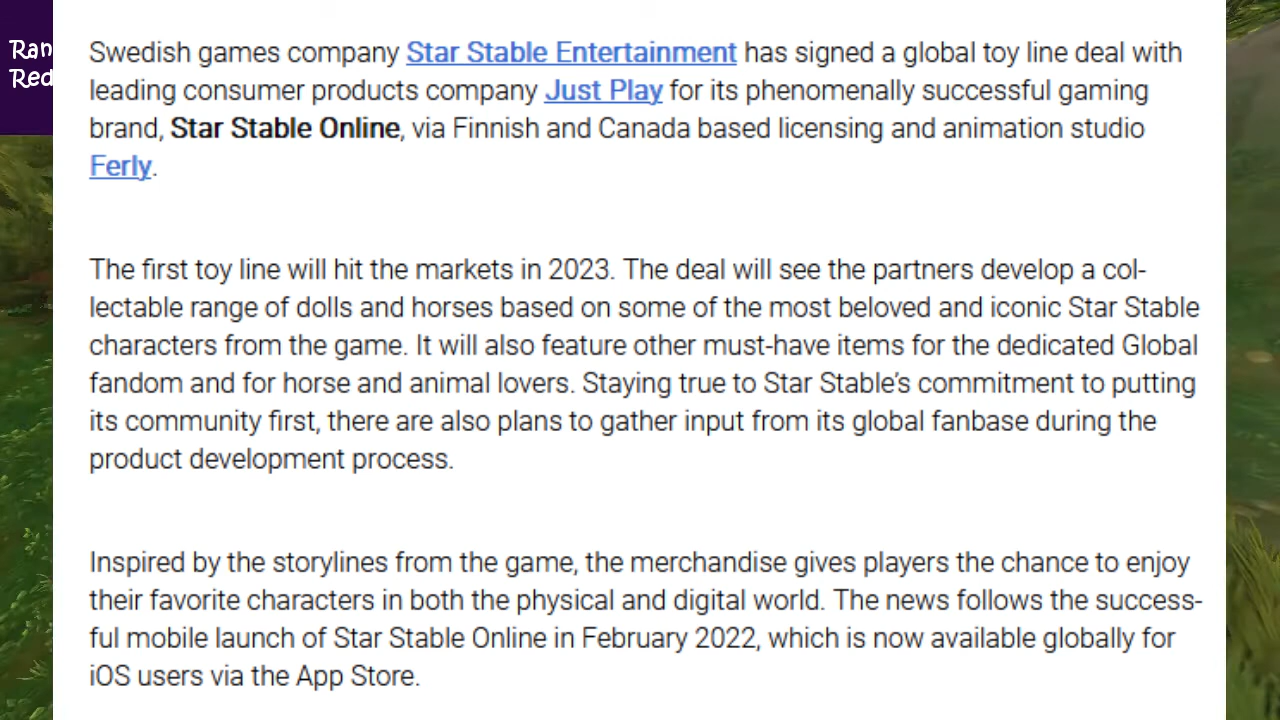 Ran
Red
Swedish games company Star Stable Entertainment has signed a global toy line deal with
leading consumer products company Just Play for its phenomenally successful gaming
brand, Star Stable Online, via Finnish and Canada based licensing and animation studio
Ferly.
The first toy line will hit the markets in 2023. The deal will see the partners develop a col-
lectable range of dolls and horses based on some of the most beloved and iconic Star Stable
characters from the game. It will also feature other must-have items for the dedicated Global
fandom and for horse and animal lovers. Staying true to Star Stable's commitment to putting
its community first, there are also plans to gather input from its global fanbase during the
product development process.
Inspired by the storylines from the game, the merchandise gives players the chance to enjoy
their favorite characters in both the physical and digital world. The news follows the success-
ful mobile launch of Star Stable Online in February 2022, which is now available globally for
iOS users via the App Store.